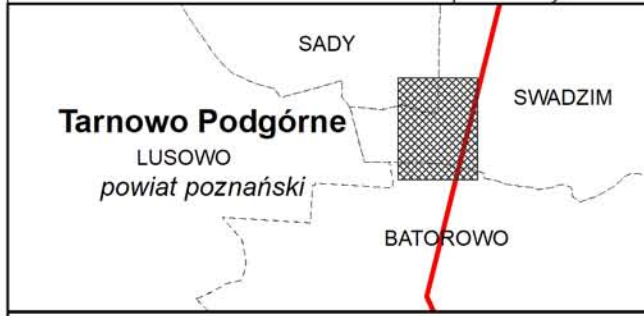 SADY
SWADZIM
Tarnowo Podgórne
LUSOWO
powiat poznański
BATOROWO